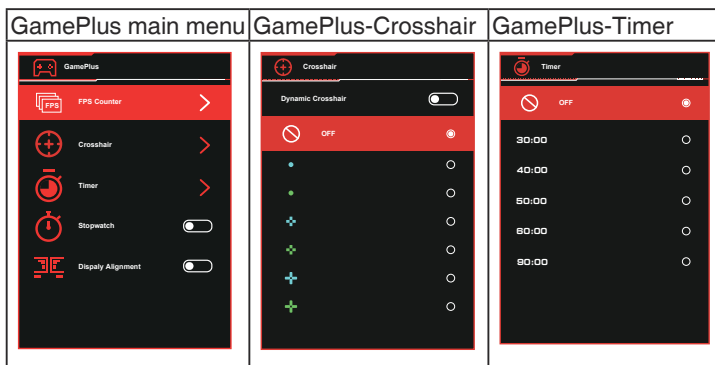 GamePlus main menu
GamePlus-Crosshair
GamePlus-Timer
GamePlus
FPS
FPS Counter
Crosshair
Timer
Stopwatch
Dispaly Alignment
Crosshair
Dynamic Crosshair
OFF
Timer
OFF
30:00
40:00
50:00
60:00
90:00